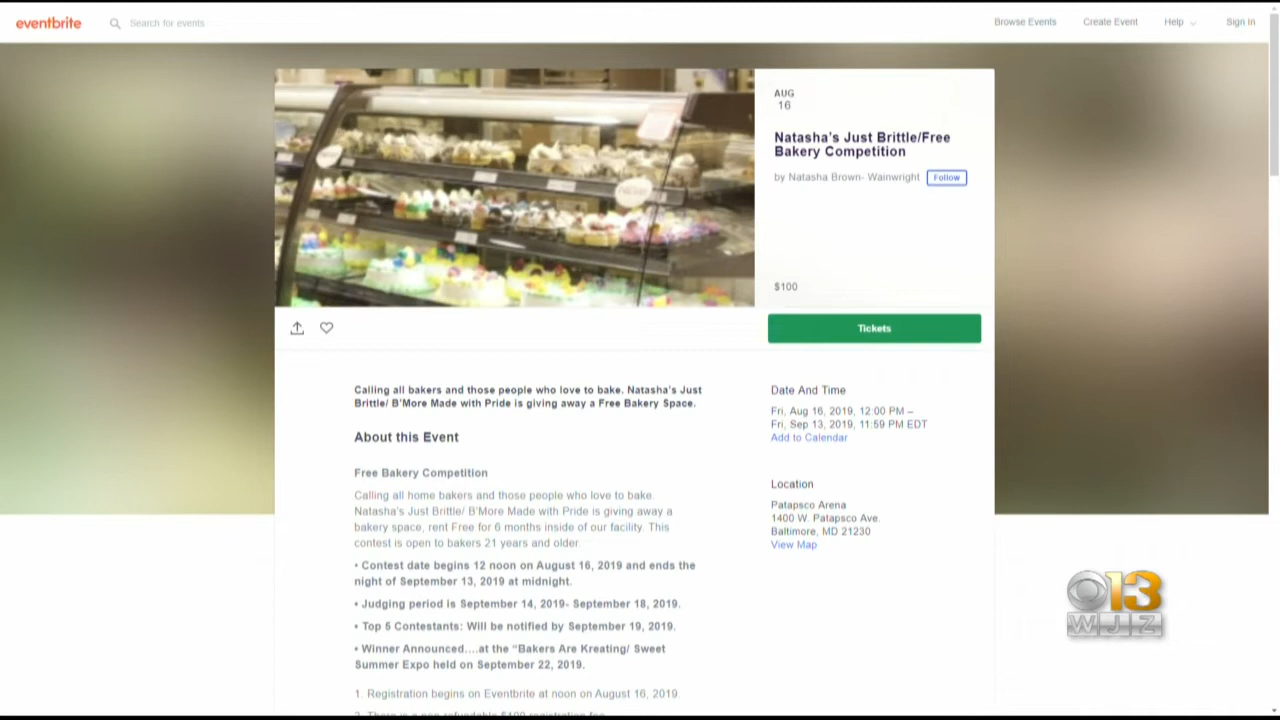 eventbrite
Search for events
Browse Events
Create Event
Help
Sign In
AUG
16
Natasha's Just Brittle/Free
Bakery Competition
by Natasha Brown- Wainwright
Follow
$100
Tickets
Calling all bakers and those people who love to bake. Natasha's Just
Brittle/ B'More Made with Pride is giving away a Free Bakery Space.
About this Event
Free Bakery Competition
Calling all home bakers and those people who love to bake.
Natasha's Just Brittle/ B'More Made with Pride is giving away a
bakery space, rent Free for 6 months inside of our facility. This
contest is open to bakers 21 years and older.
• Contest date begins 12 noon on August 16, 2019 and ends the
night of September 13, 2019 at midnight.
• Judging period is September 14, 2019- September 18, 2019.
• Top 5 Contestants: Will be notified by September 19, 2019.
• Winner Announced....at the “Bakers Are Kreating/ Sweet
Summer Expo held on September 22, 2019.
1. Registration begins on Eventbrite at noon on August 16, 2019.
Date And Time
Fri, Aug 16, 2019, 12:00 PM –
Fri, Sep 13, 2019, 11:59 PM EDT
Add to Calendar
Location
Patapsco Arena
1400 W. Patapsco Ave.
Baltimore, MD 21230
View Map
13
WJZ